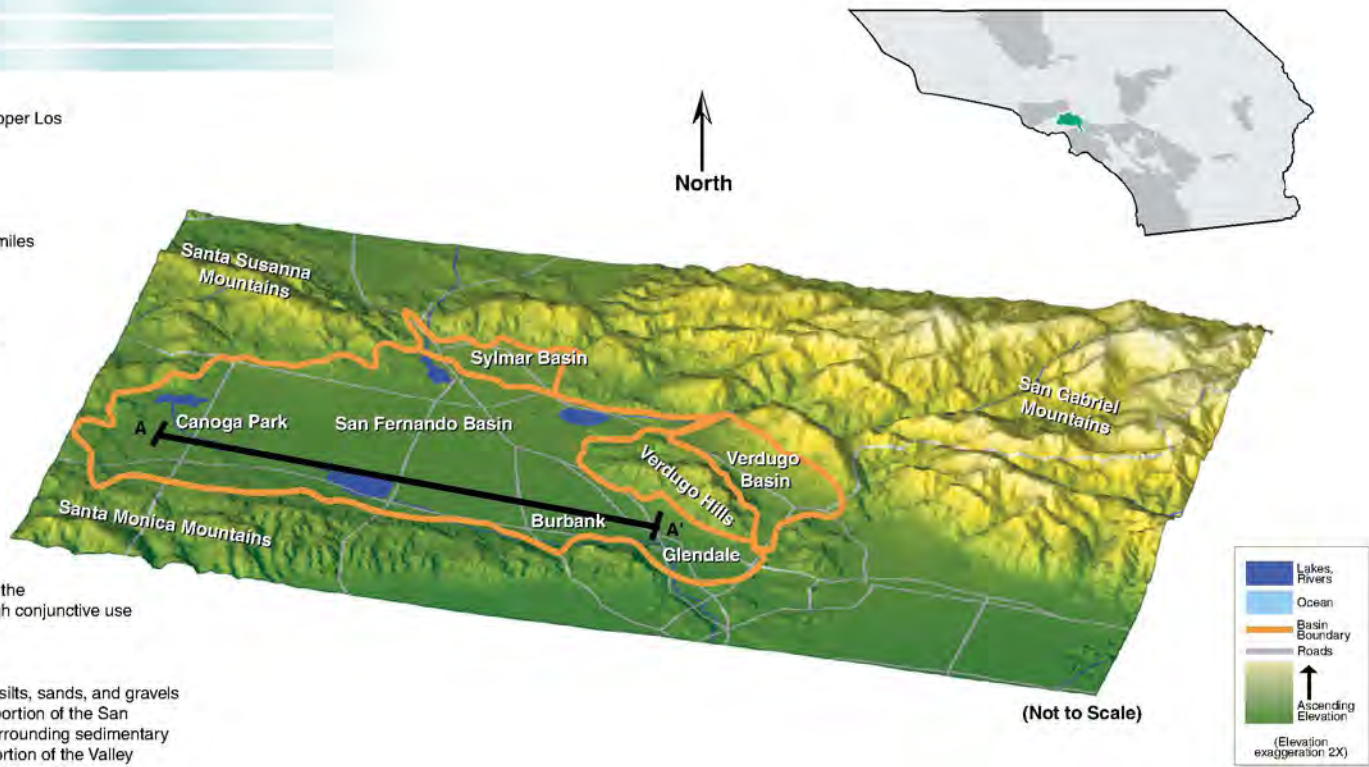 pper Los
North
miles
Santa Susanna
Mountains
Sylmar Basin
San Gabriel
Mountains
Canoga Park
San Fernando Basin
A
Verdugo
Basin
Verdugo Hills
Santa Monica Mountains
Burbank
A'
Glendale
the
gh conjunctive use
silts, sands, and gravels
portion of the San
rrounding sedimentary
ortion of the Valley
(Not to Scale)
Lakes,
Rivers
Ocean
Basin
Boundary
Roads
Ascending
Elevation
(Elevation
exaggeration 2X)